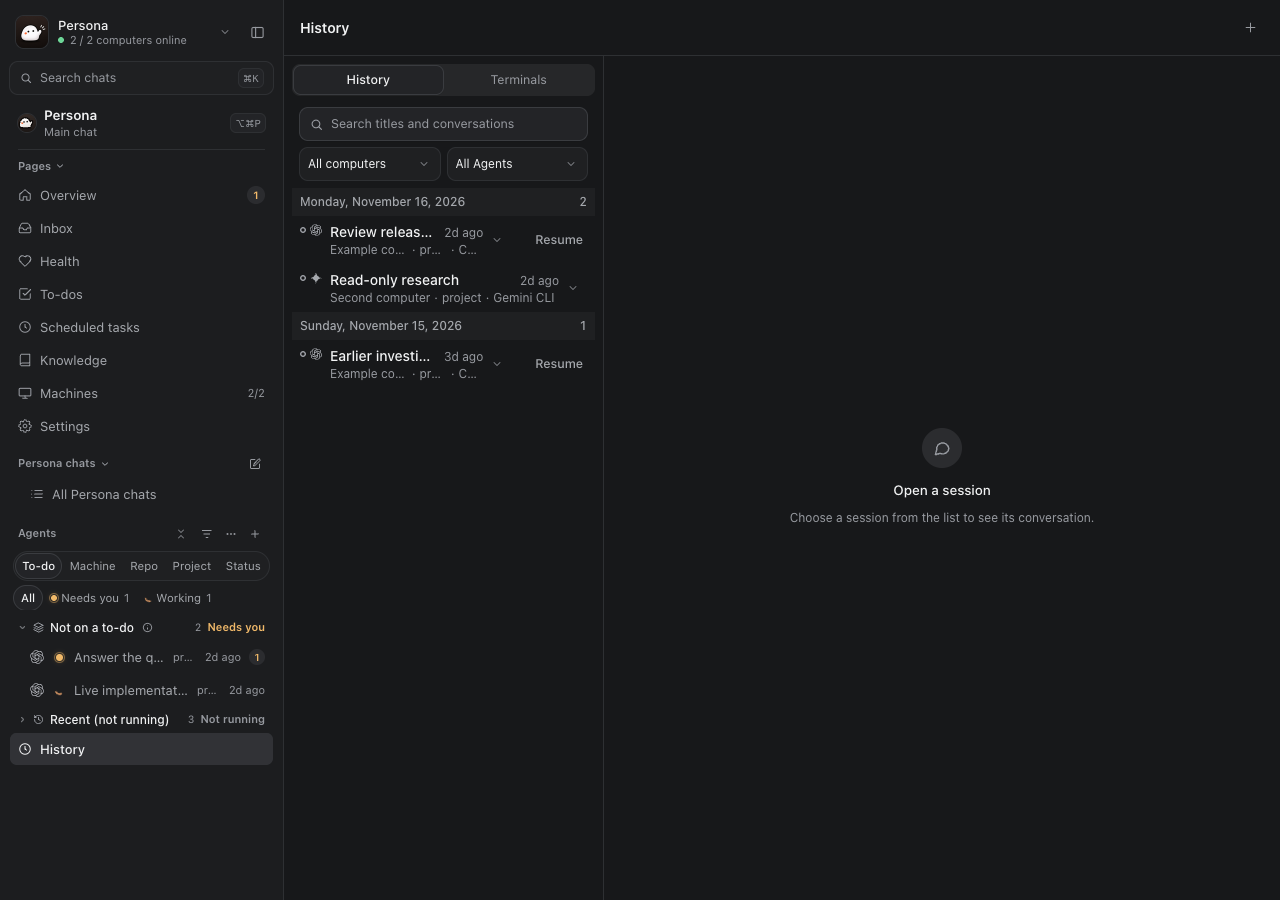 Persona
2 / 2 computers online
Search chats ⌘K
Persona
Main chat
⌥⌘P
Pages
Overview 1
Inbox
Health
To-dos
Scheduled tasks
Knowledge
Machines 2/2
Settings
Persona chats
All Persona chats
Agents
To-do Machine Repo Project Status
All Needs you 1 Working 1
Not on a to-do 2 Needs you
Answer the q... pr... 2d ago 1
Live implementat... pr... 2d ago
Recent (not running) 3 Not running
History
History
History Terminals
Search titles and conversations
All computers All Agents
Monday, November 16, 2026 2
Review releas... 2d ago
Example co... · pr... · C...
Resume
Read-only research 2d ago
Second computer · project · Gemini CLI
Sunday, November 15, 2026 1
Earlier investi... 3d ago
Example co... · pr... · C...
Resume
Open a session
Choose a session from the list to see its conversation.